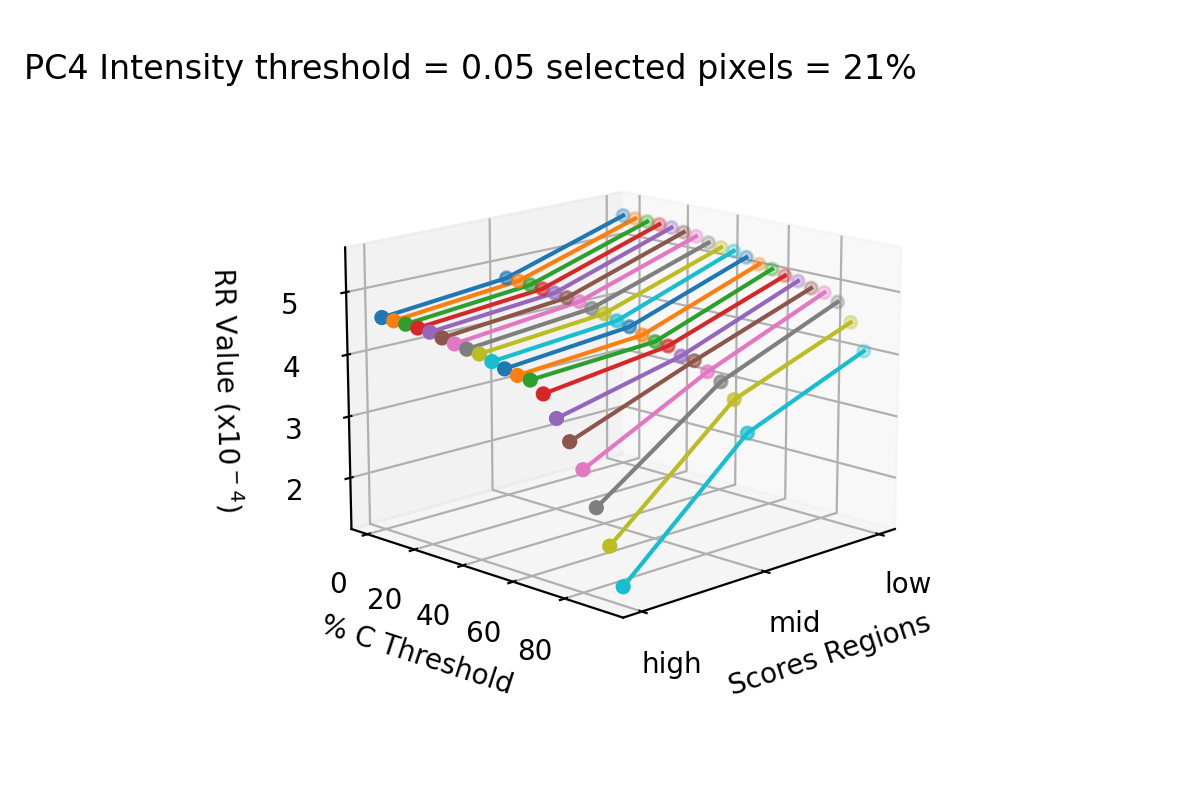 PC4 Intensity threshold = 0.05 selected pixels = 21%
RR Value (x10⁻⁴)
5
4
3
2
0
20
40
60
80
% C Threshold
high
mid
low
Scores Regions